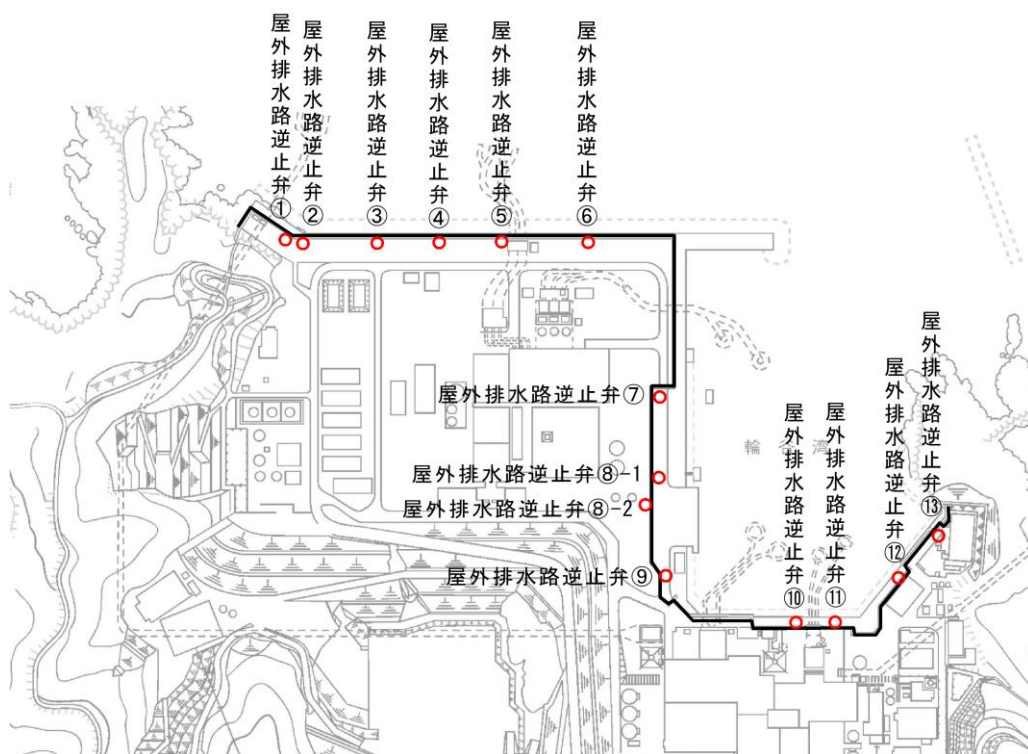 屋外排水路逆止弁①
屋外排水路逆止弁②
屋外排水路逆止弁③
屋外排水路逆止弁④
屋外排水路逆止弁⑤
屋外排水路逆止弁⑥
屋外排水路逆止弁⑦
屋外排水路逆止弁⑧-1
屋外排水路逆止弁⑧-2
屋外排水路逆止弁⑨
屋外排水路逆止弁⑩
屋外排水路逆止弁⑪
屋外排水路逆止弁⑫
屋外排水路逆止弁⑬
輪谷湾